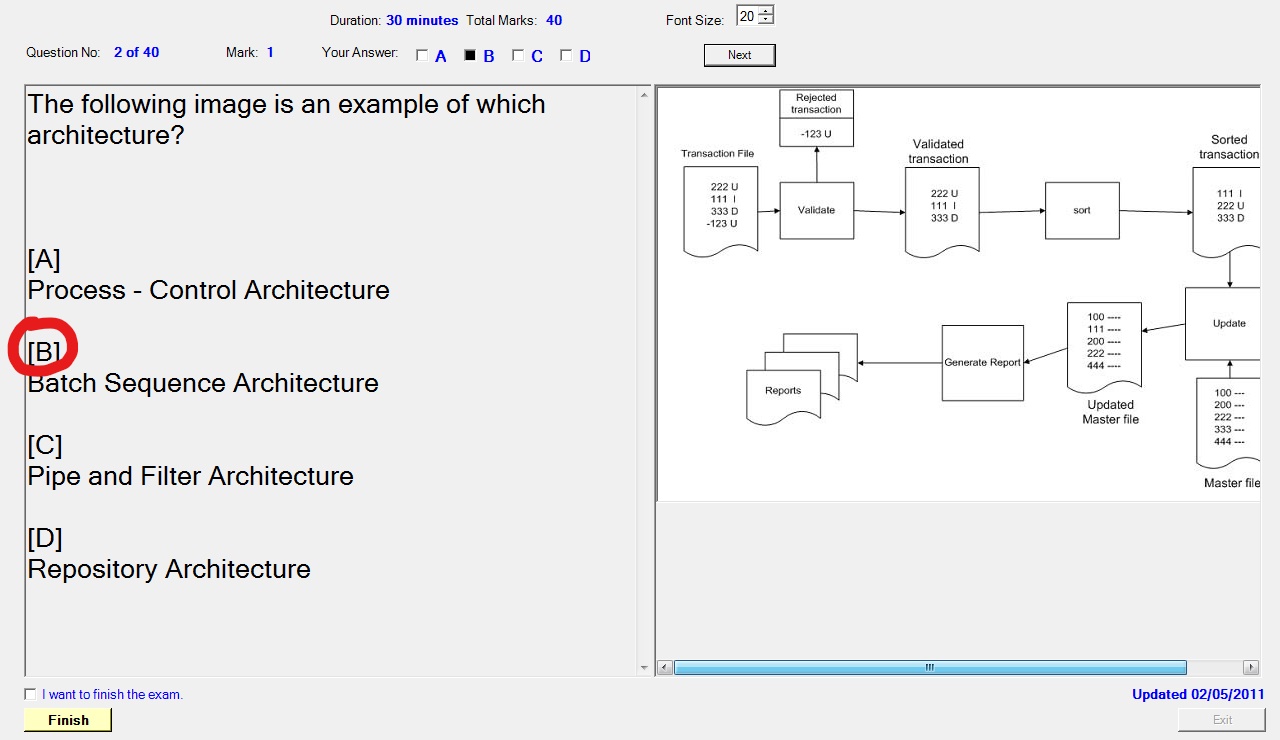 Duration: 30 minutes Total Marks: 40
Font Size: 20
Question No: 2 of 40 Mark: 1 Your Answer: A B C D
Next
The following image is an example of which
architecture?
[A]
Process - Control Architecture
[B]
Batch Sequence Architecture
[C]
Pipe and Filter Architecture
[D]
Repository Architecture
Rejected
transaction
-123 U
Transaction File
222 U
111 I
333 D
-123 U
Validate
Validated
transaction
222 U
111 I
333 D
sort
Sorted
transaction
111 I
222 U
333 D
Update
100 ---
200 ---
222 ---
333 ---
444 ---
Master file
100 ----
111 ----
200 ----
222 ----
444 ----
Updated
Master file
Generate Report
Reports
I want to finish the exam.
Updated 02/05/2011
Finish
Exit